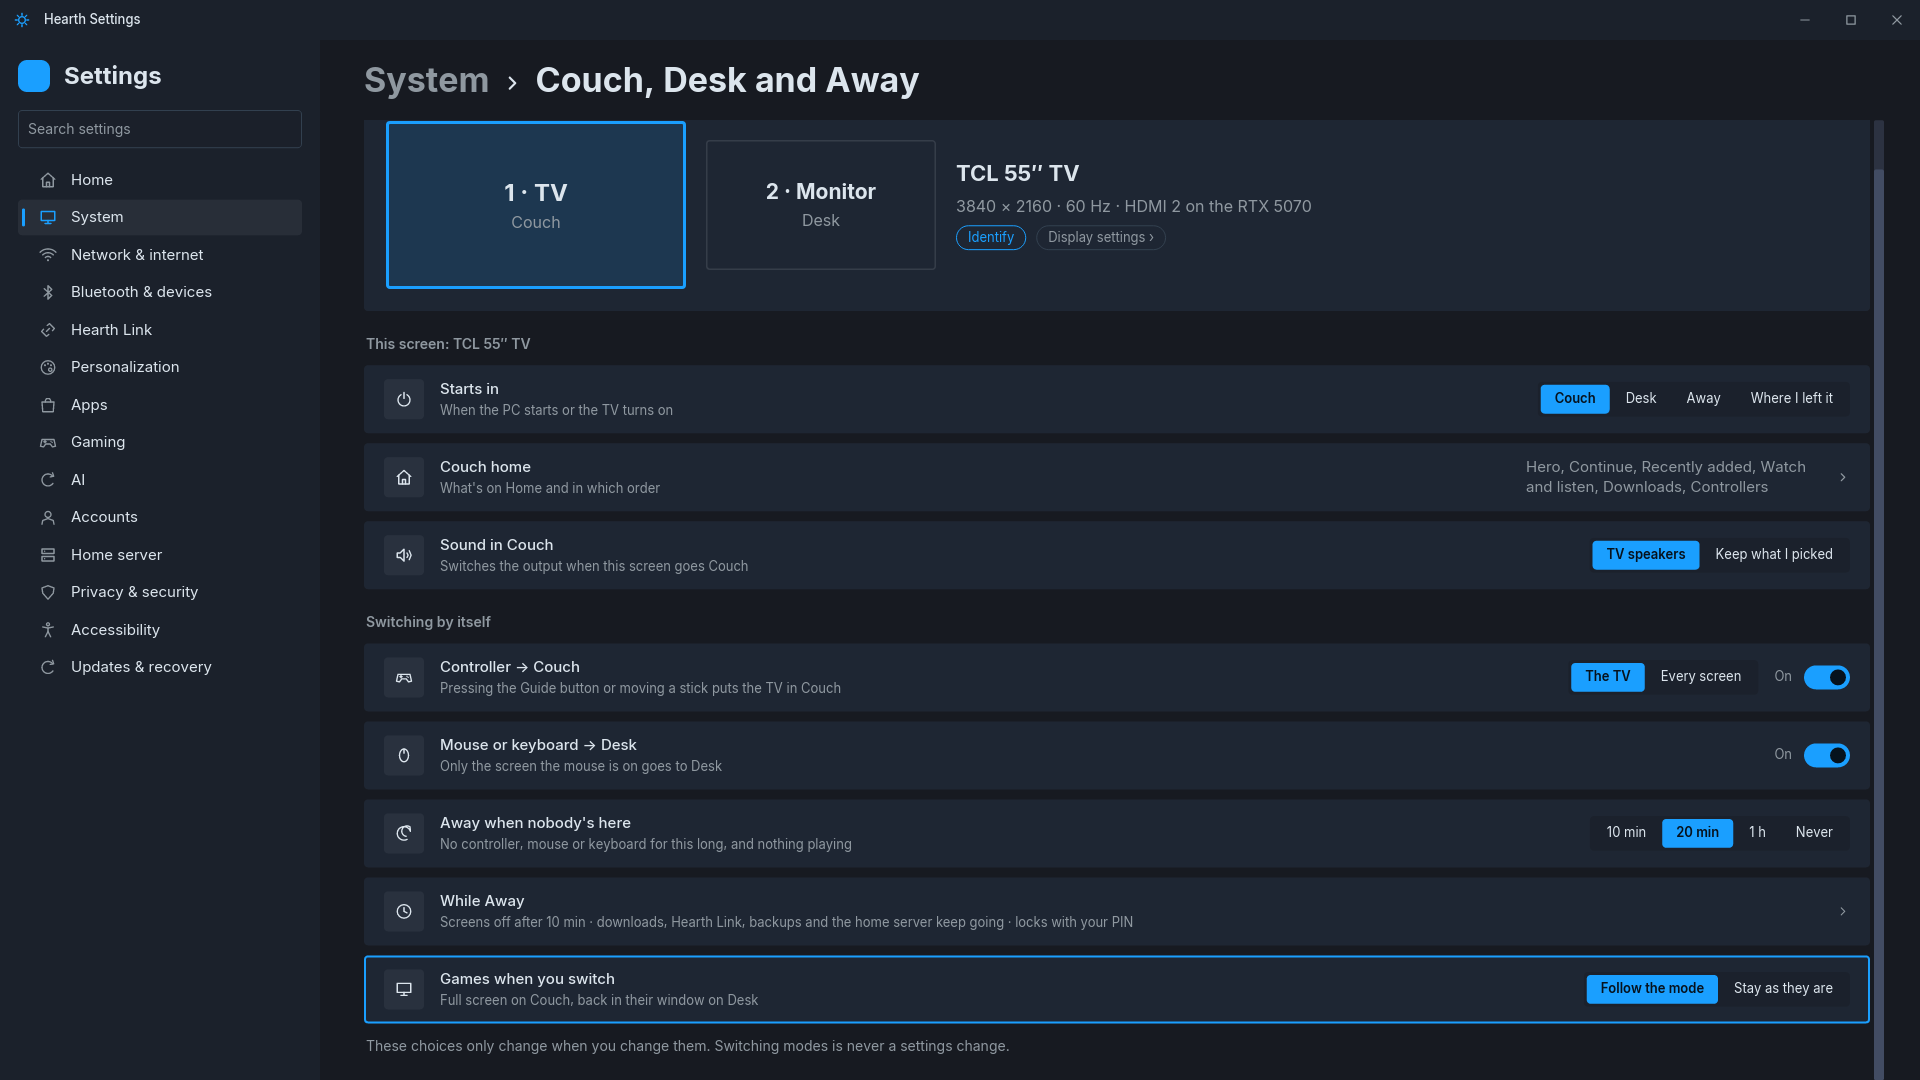 Hearth Settings
Settings
Search settings
Home
System
Network & internet
Bluetooth & devices
Hearth Link
Personalization
Apps
Gaming
AI
Accounts
Home server
Privacy & security
Accessibility
Updates & recovery
System › Couch, Desk and Away
1 · TV
Couch
2 · Monitor
Desk
TCL 55″ TV
3840 × 2160 · 60 Hz · HDMI 2 on the RTX 5070
Identify
Display settings ›
This screen: TCL 55″ TV
Starts in
When the PC starts or the TV turns on
Couch Desk Away Where I left it
Couch home
What's on Home and in which order
Hero, Continue, Recently added, Watch
and listen, Downloads, Controllers
Sound in Couch
Switches the output when this screen goes Couch
TV speakers Keep what I picked
Switching by itself
Controller → Couch
Pressing the Guide button or moving a stick puts the TV in Couch
The TV Every screen On
Mouse or keyboard → Desk
Only the screen the mouse is on goes to Desk
On
Away when nobody's here
No controller, mouse or keyboard for this long, and nothing playing
10 min 20 min 1 h Never
While Away
Screens off after 10 min · downloads, Hearth Link, backups and the home server keep going · locks with your PIN
Games when you switch
Full screen on Couch, back in their window on Desk
Follow the mode Stay as they are
These choices only change when you change them. Switching modes is never a settings change.